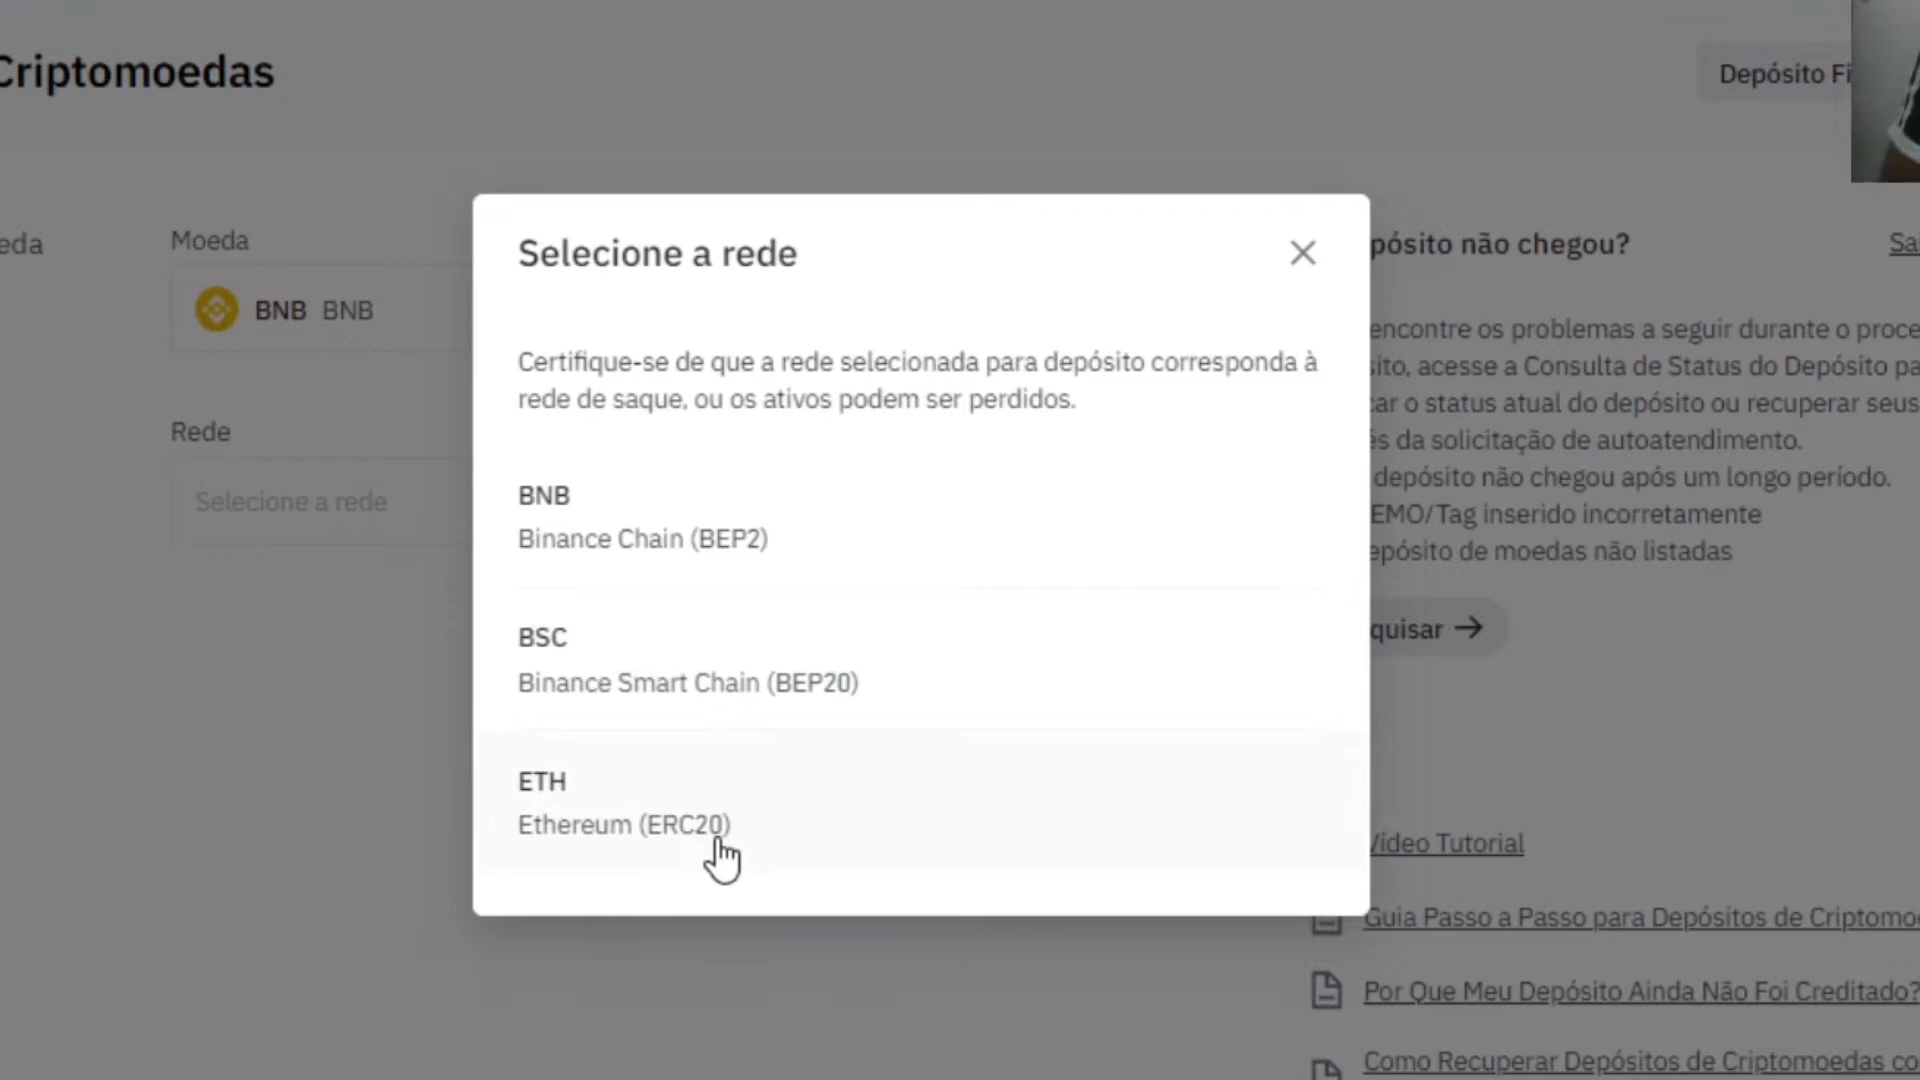 Criptomoedas
Depósito Fi
eda
Moeda
BNB BNB
Rede
Selecione a rede
Selecione a rede
Certifique-se de que a rede selecionada para depósito corresponda à
rede de saque, ou os ativos podem ser perdidos.
BNB
Binance Chain (BEP2)
BSC
Binance Smart Chain (BEP20)
ETH
Ethereum (ERC20)
pósito não chegou?
Sa
encontre os problemas a seguir durante o proce
ito, acesse a Consulta de Status do Depósito pa
car o status atual do depósito ou recuperar seus
és da solicitação de autoatendimento.
depósito não chegou após um longo período.
EMO/Tag inserido incorretamente
epósito de moedas não listadas
quisar
Vídeo Tutorial
Guia Passo a Passo para Depósitos de Criptomoe
Por Que Meu Depósito Ainda Não Foi Creditado?
Como Recuperar Depósitos de Criptomoedas co